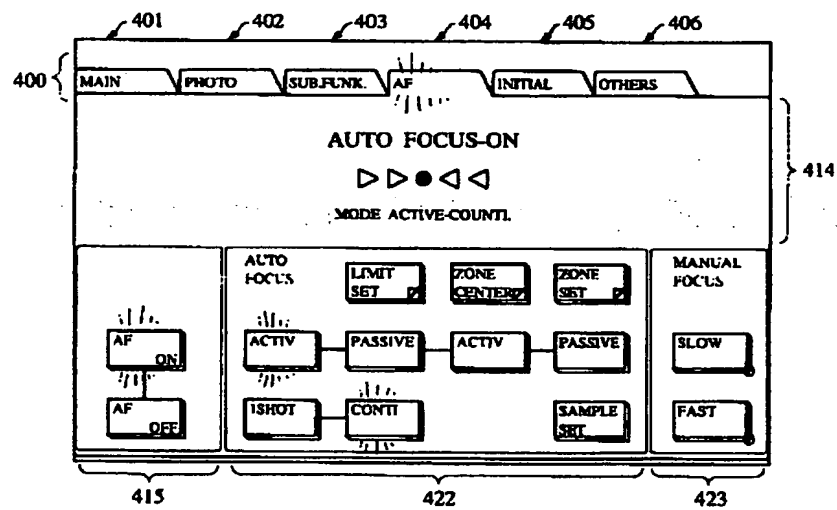 401 402 403 404 405 406
400
MAIN PHOTO SUB.FUNK. AF INITIAL OTHERS
AUTO FOCUS-ON
414
MODE ACTIVE-COUNTI.
AUTO FOCUS
LIMIT SET
ZONE CENTER
ZONE SET
MANUAL FOCUS
AF ON
ACTIV PASSIVE ACTIV PASSIVE
SLOW
AF OFF
1SHOT CONTI
SAMPLE SET
FAST
415 422 423